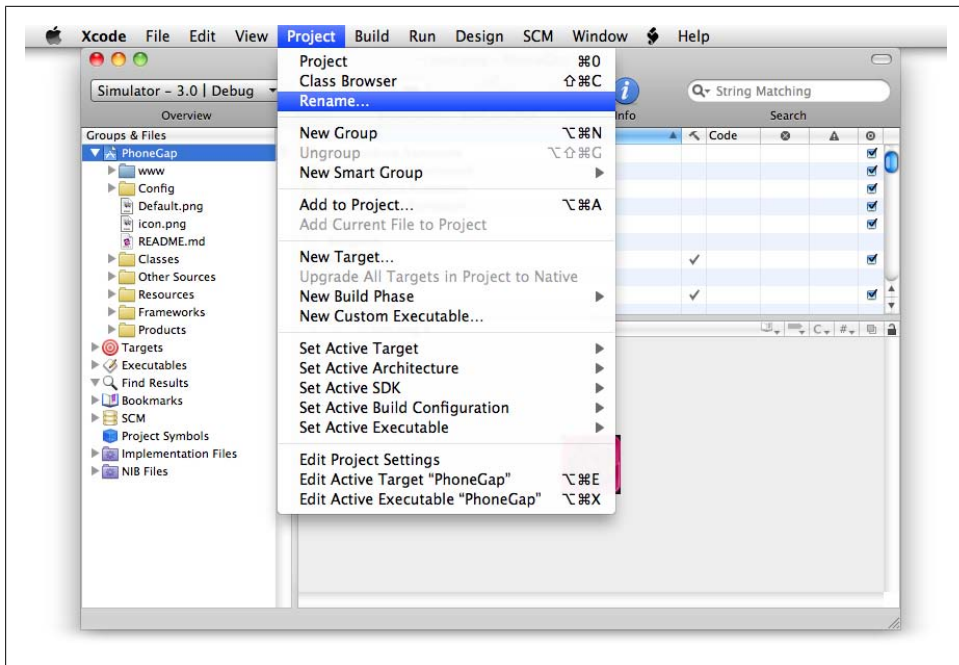 Xcode File Edit View Project Build Run Design SCM Window Help
Simulator – 3.0 | Debug
Overview
Info
String Matching
Search
Groups & Files
Code
PhoneGap
www
Config
Default.png
icon.png
README.md
Classes
Other Sources
Resources
Frameworks
Products
Targets
Executables
Find Results
Bookmarks
SCM
Project Symbols
Implementation Files
NIB Files
Project ⌘0
Class Browser ⇧⌘C
Rename...
New Group ⌥⌘N
Ungroup ⌥⇧⌘G
New Smart Group
Add to Project... ⌥⌘A
Add Current File to Project
New Target...
Upgrade All Targets in Project to Native
New Build Phase
New Custom Executable...
Set Active Target
Set Active Architecture
Set Active SDK
Set Active Build Configuration
Set Active Executable
Edit Project Settings
Edit Active Target “PhoneGap” ⌥⌘E
Edit Active Executable “PhoneGap” ⌥⌘X
C #